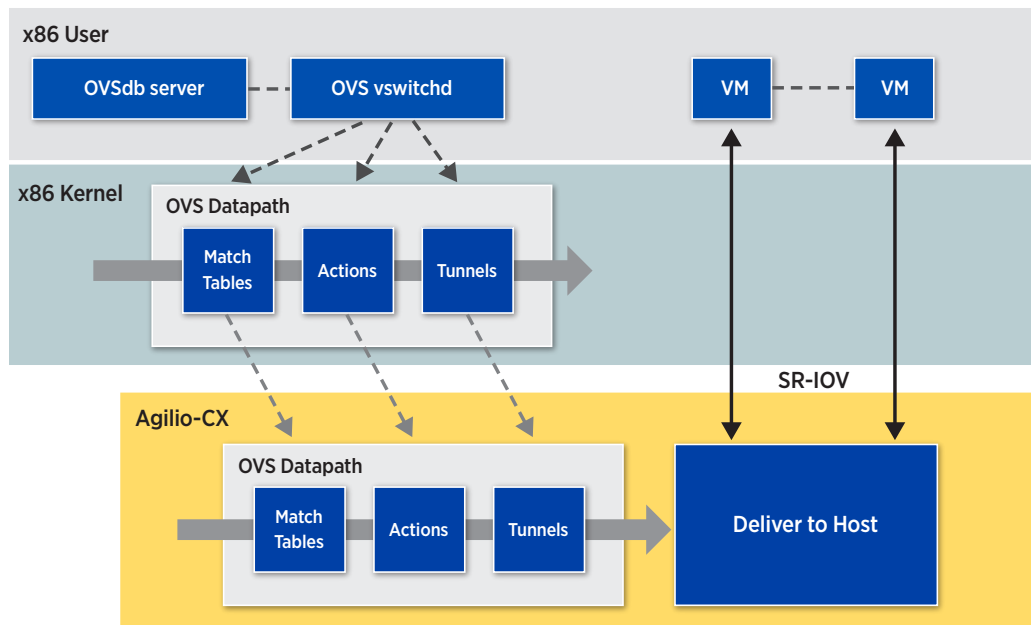 x86 User
OVSdb server
OVS vswitchd
VM
VM
x86 Kernel
OVS Datapath
Match
Tables
Actions
Tunnels
SR-IOV
Agilio-CX
OVS Datapath
Match
Tables
Actions
Tunnels
Deliver to Host